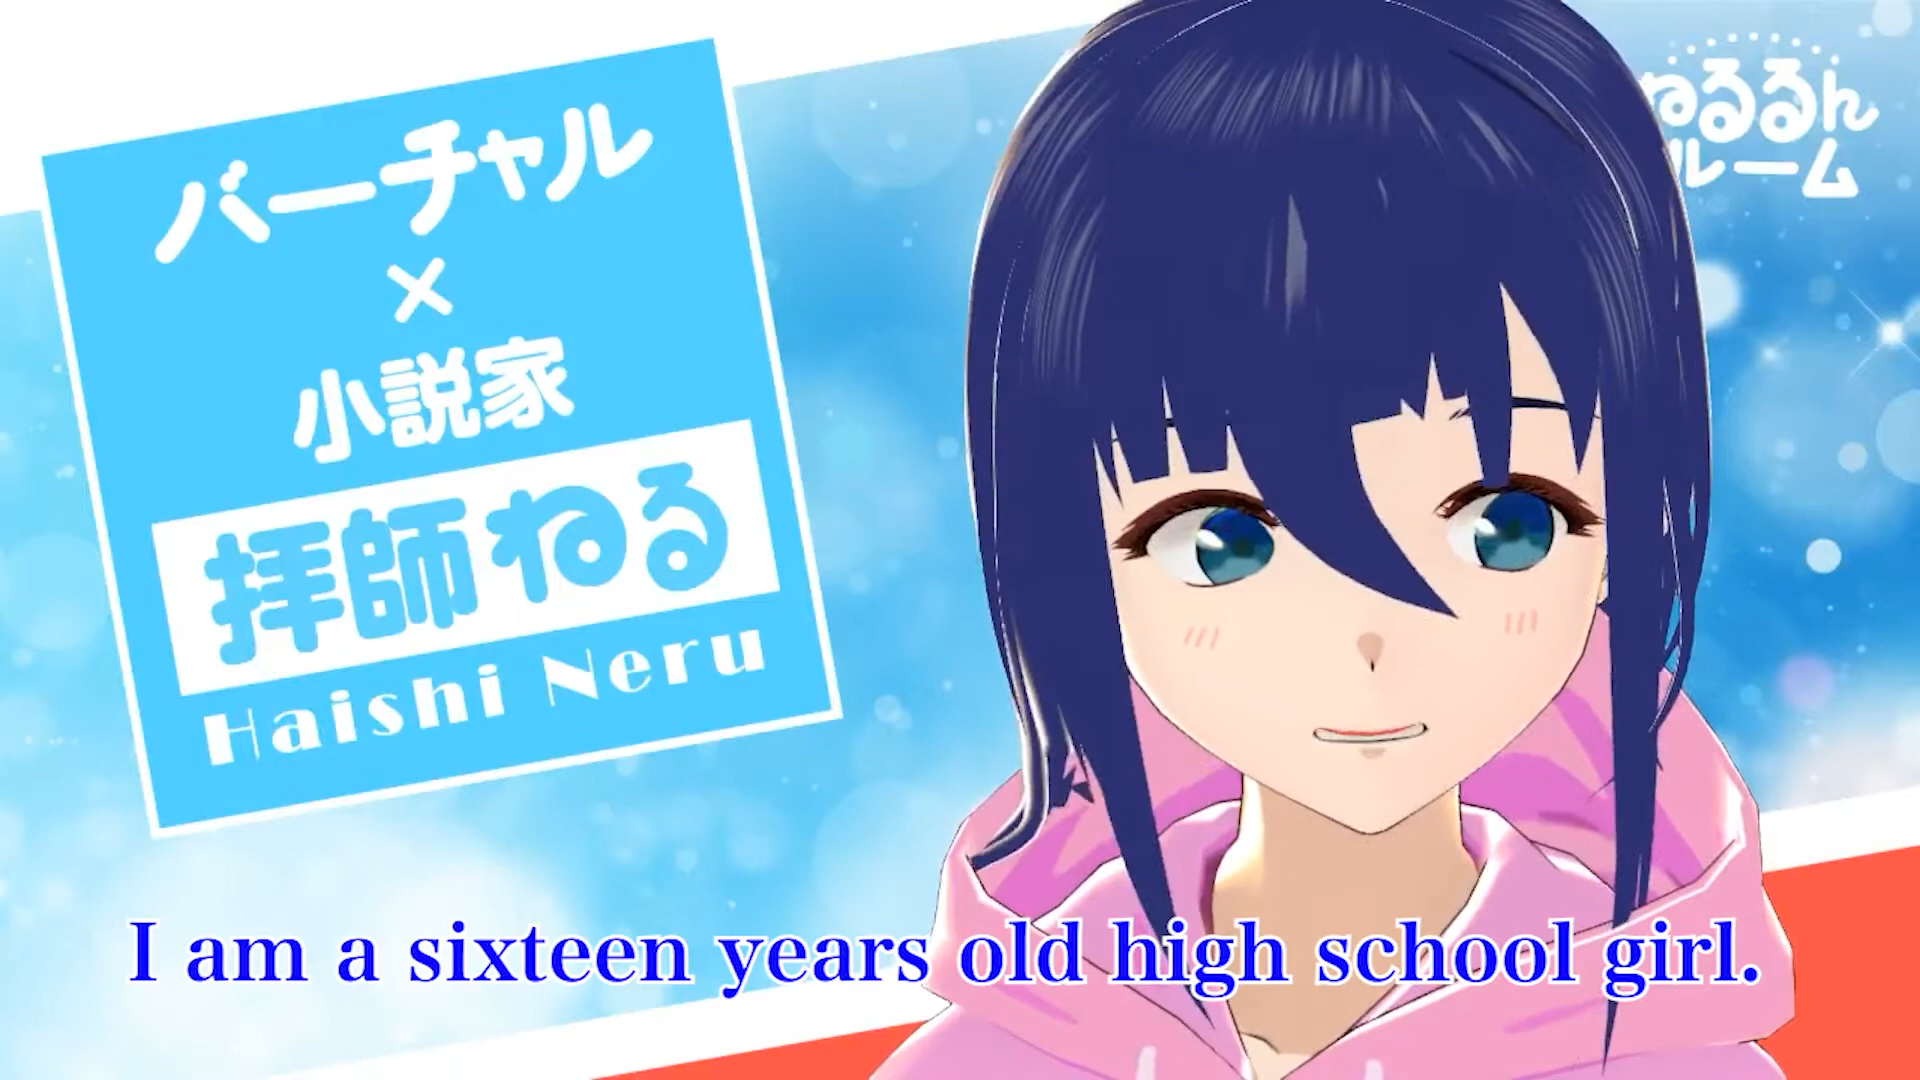 バーチャル
×
小説家
拝師ねる
Haishi Neru
ねるるん
ルーム
I am a sixteen years old high school girl.